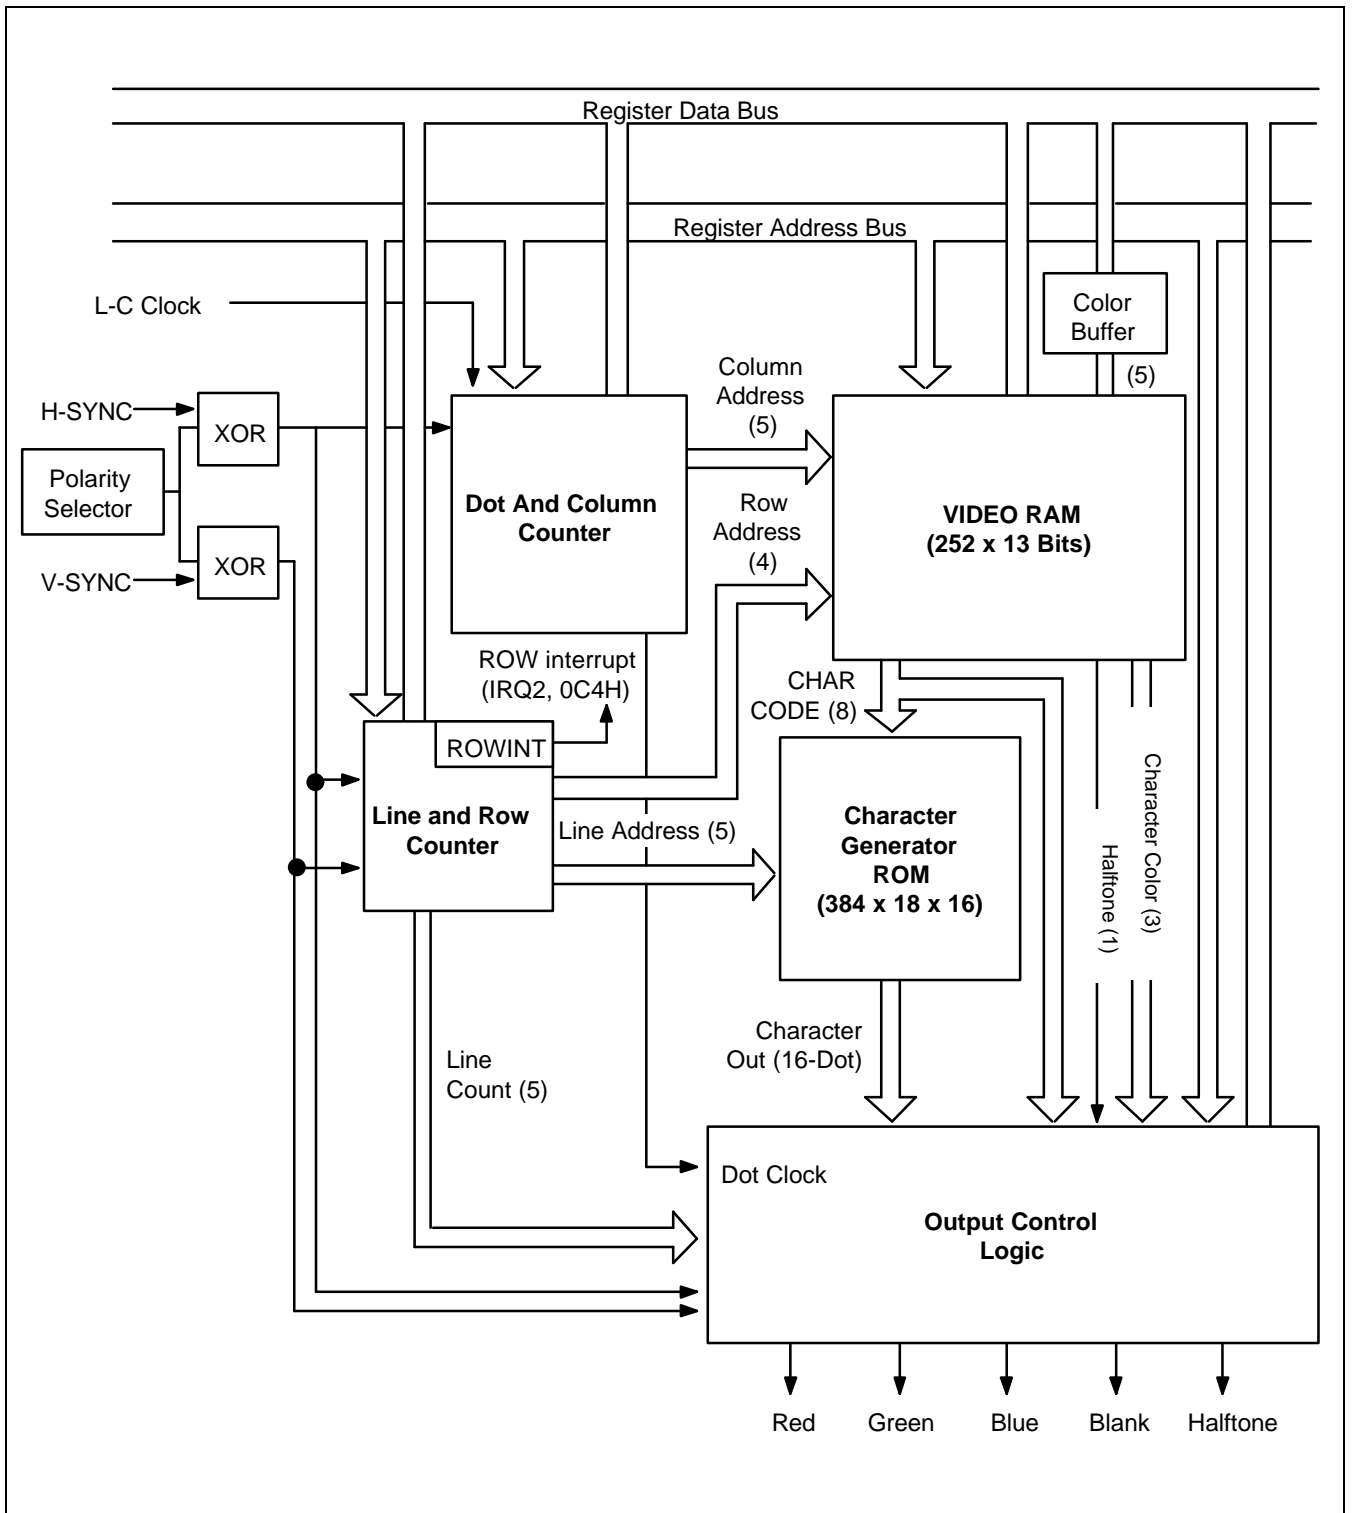 Register Data Bus
Register Address Bus
L-C Clock
Color
Buffer
(5)
Column
Address
(5)
H-SYNC
XOR
Polarity
Selector
V-SYNC
XOR
Dot And Column
Counter
Row
Address
(4)
VIDEO RAM
(252 x 13 Bits)
ROW interrupt
(IRQ2, 0C4H)
CHAR
CODE (8)
ROWINT
Line and Row
Counter
Line Address (5)
Character
Generator
ROM
(384 x 18 x 16)
Halftone (1)
Character Color (3)
Line
Count (5)
Character
Out (16-Dot)
Dot Clock
Output Control
Logic
Red
Green
Blue
Blank
Halftone